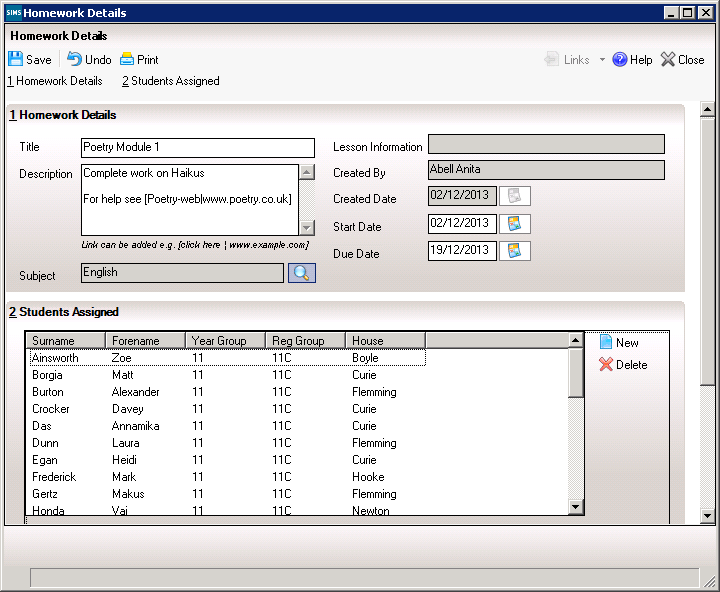 SIMS Homework Details
Homework Details
Save Undo Print Links Help Close
1 Homework Details 2 Students Assigned
1 Homework Details
Title Poetry Module 1
Description Complete work on Haikus
For help see [Poetry-web|www.poetry.co.uk]
Link can be added e.g. [click here | www.example.com]
Subject English
Lesson Information
Created By Abell Anita
Created Date 02/12/2013
Start Date 02/12/2013
Due Date 19/12/2013
2 Students Assigned
Surname Forename Year Group Reg Group House
Ainsworth Zoe 11 11C Boyle
Borgia Matt 11 11C Curie
Burton Alexander 11 11C Flemming
Crocker Davey 11 11C Curie
Das Annamika 11 11C Curie
Dunn Laura 11 11C Flemming
Egan Heidi 11 11C Curie
Frederick Mark 11 11C Hooke
Gertz Makus 11 11C Flemming
Honda Vai 11 11C Newton
New
Delete